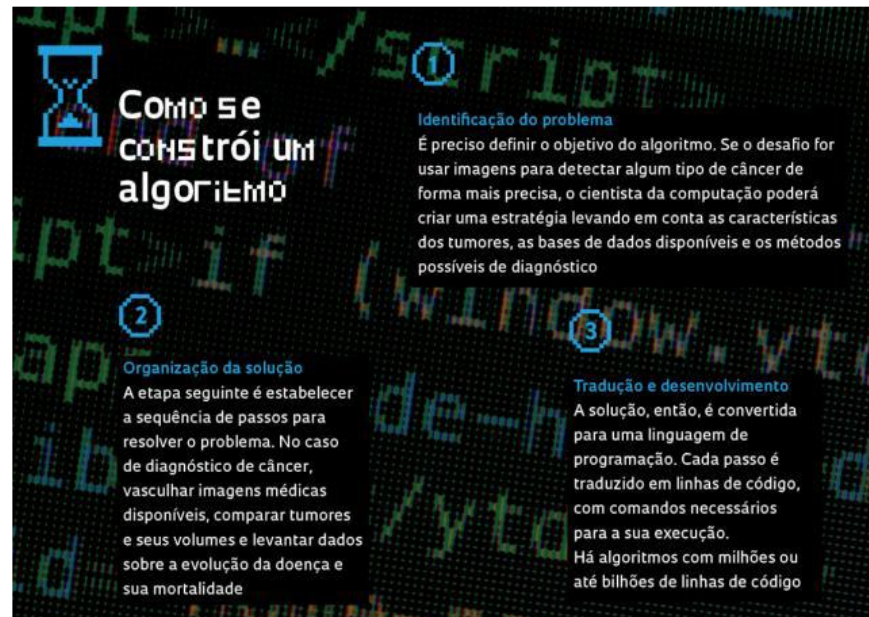 Como se
constrói um
algoritmo
1
Identificação do problema
É preciso definir o objetivo do algoritmo. Se o desafio for
usar imagens para detectar algum tipo de câncer de
forma mais precisa, o cientista da computação poderá
criar uma estratégia levando em conta as características
dos tumores, as bases de dados disponíveis e os métodos
possíveis de diagnóstico
2
Organização da solução
A etapa seguinte é estabelecer
a sequência de passos para
resolver o problema. No caso
de diagnóstico de câncer,
vasculhar imagens médicas
disponíveis, comparar tumores
e seus volumes e levantar dados
sobre a evolução da doença e
sua mortalidade
3
Tradução e desenvolvimento
A solução, então, é convertida
para uma linguagem de
programação. Cada passo é
traduzido em linhas de código,
com comandos necessários
para a sua execução.
Há algoritmos com milhões ou
até bilhões de linhas de código